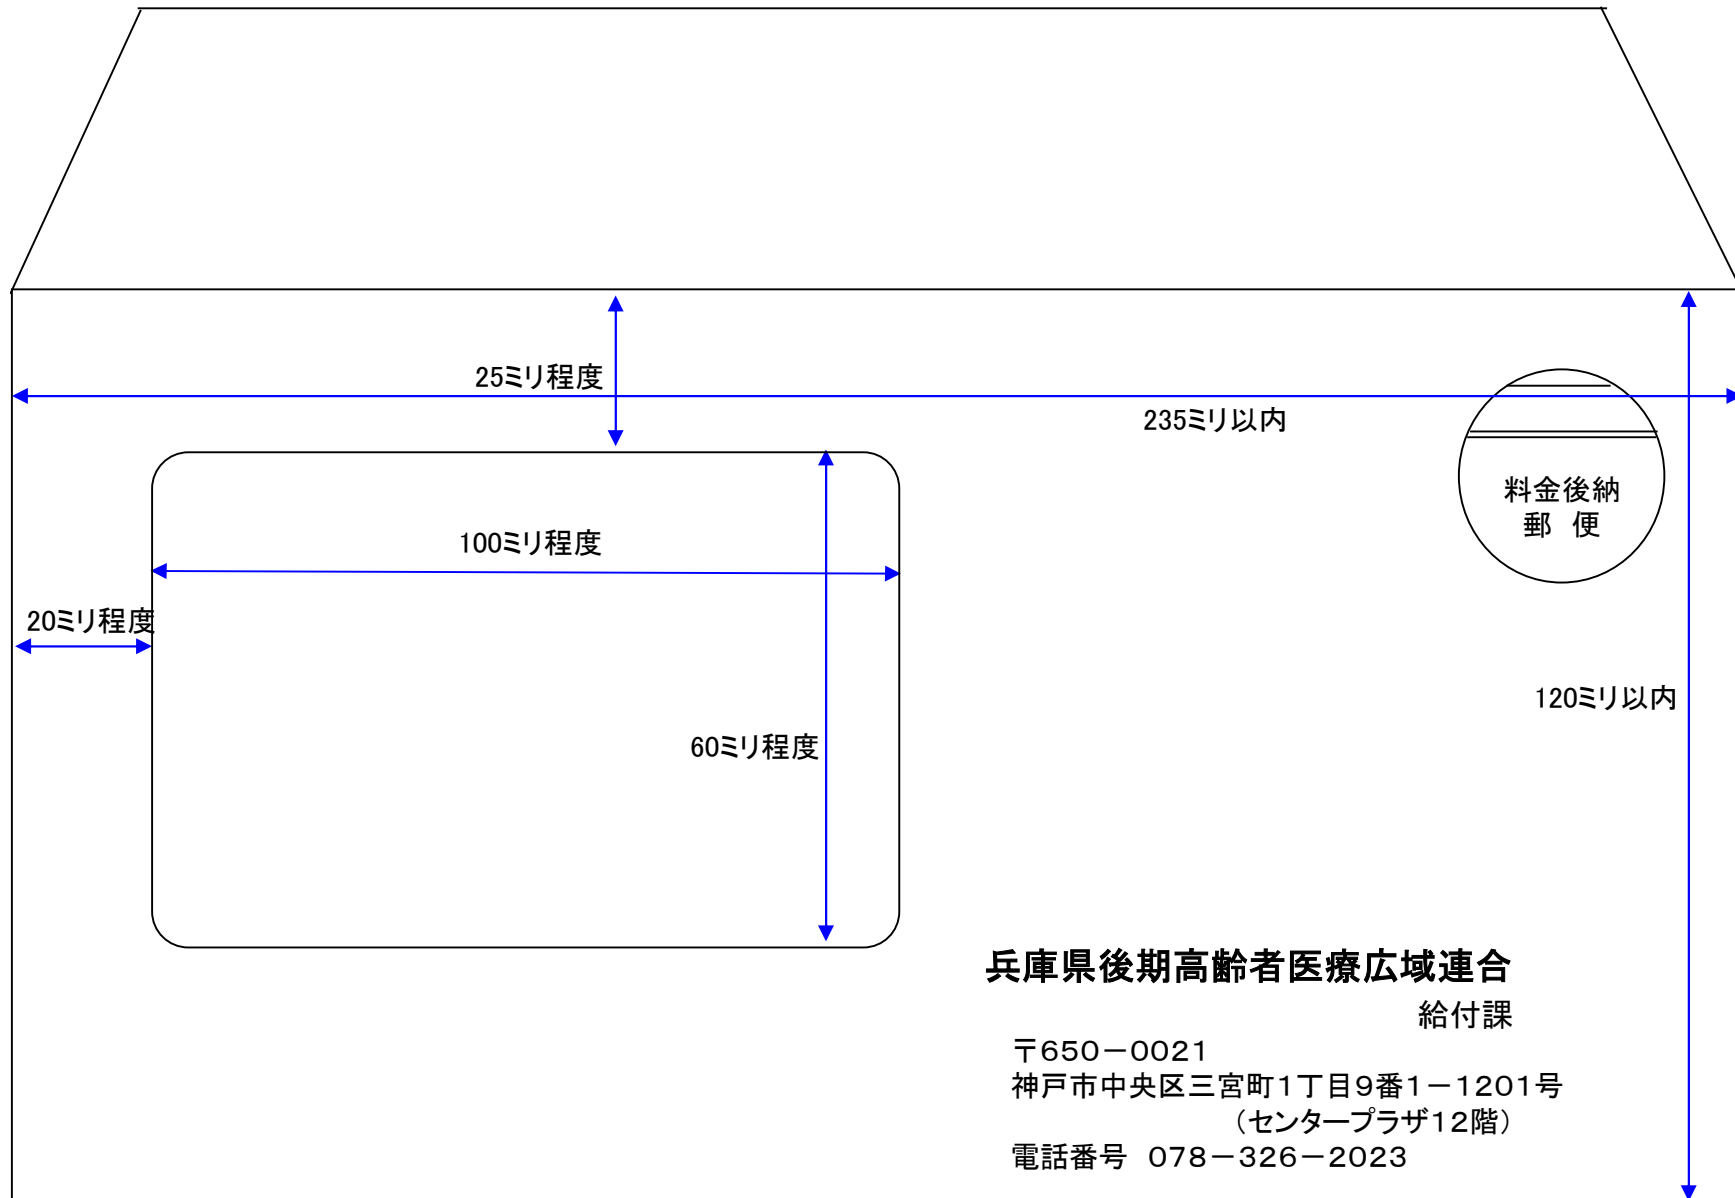 25ミリ程度
235ミリ以内
料金後納
郵 便
100ミリ程度
20ミリ程度
120ミリ以内
60ミリ程度
兵庫県後期高齢者医療広域連合
給付課
〒650－0021
神戸市中央区三宮町1丁目9番1－1201号
（センタープラザ12階）
電話番号 078－326－2023